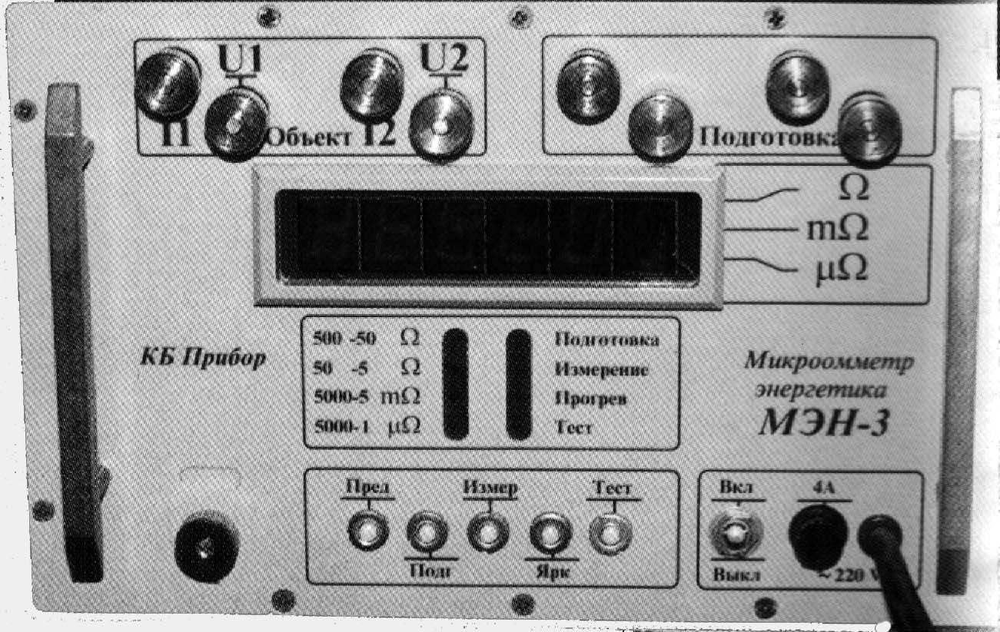 U1 U2
I1 Объект I2 Подготовка
Ω
mΩ
μΩ
КБ Прибор
500 -50 Ω Подготовка
50 -5 Ω Измерение
5000-5 mΩ Прогрев
5000-1 μΩ Тест
Микроомметр
энергетика
МЭН-3
Пред Измер Тест
Подг Ярк
Вкл 4А
Выкл ~ 220 V